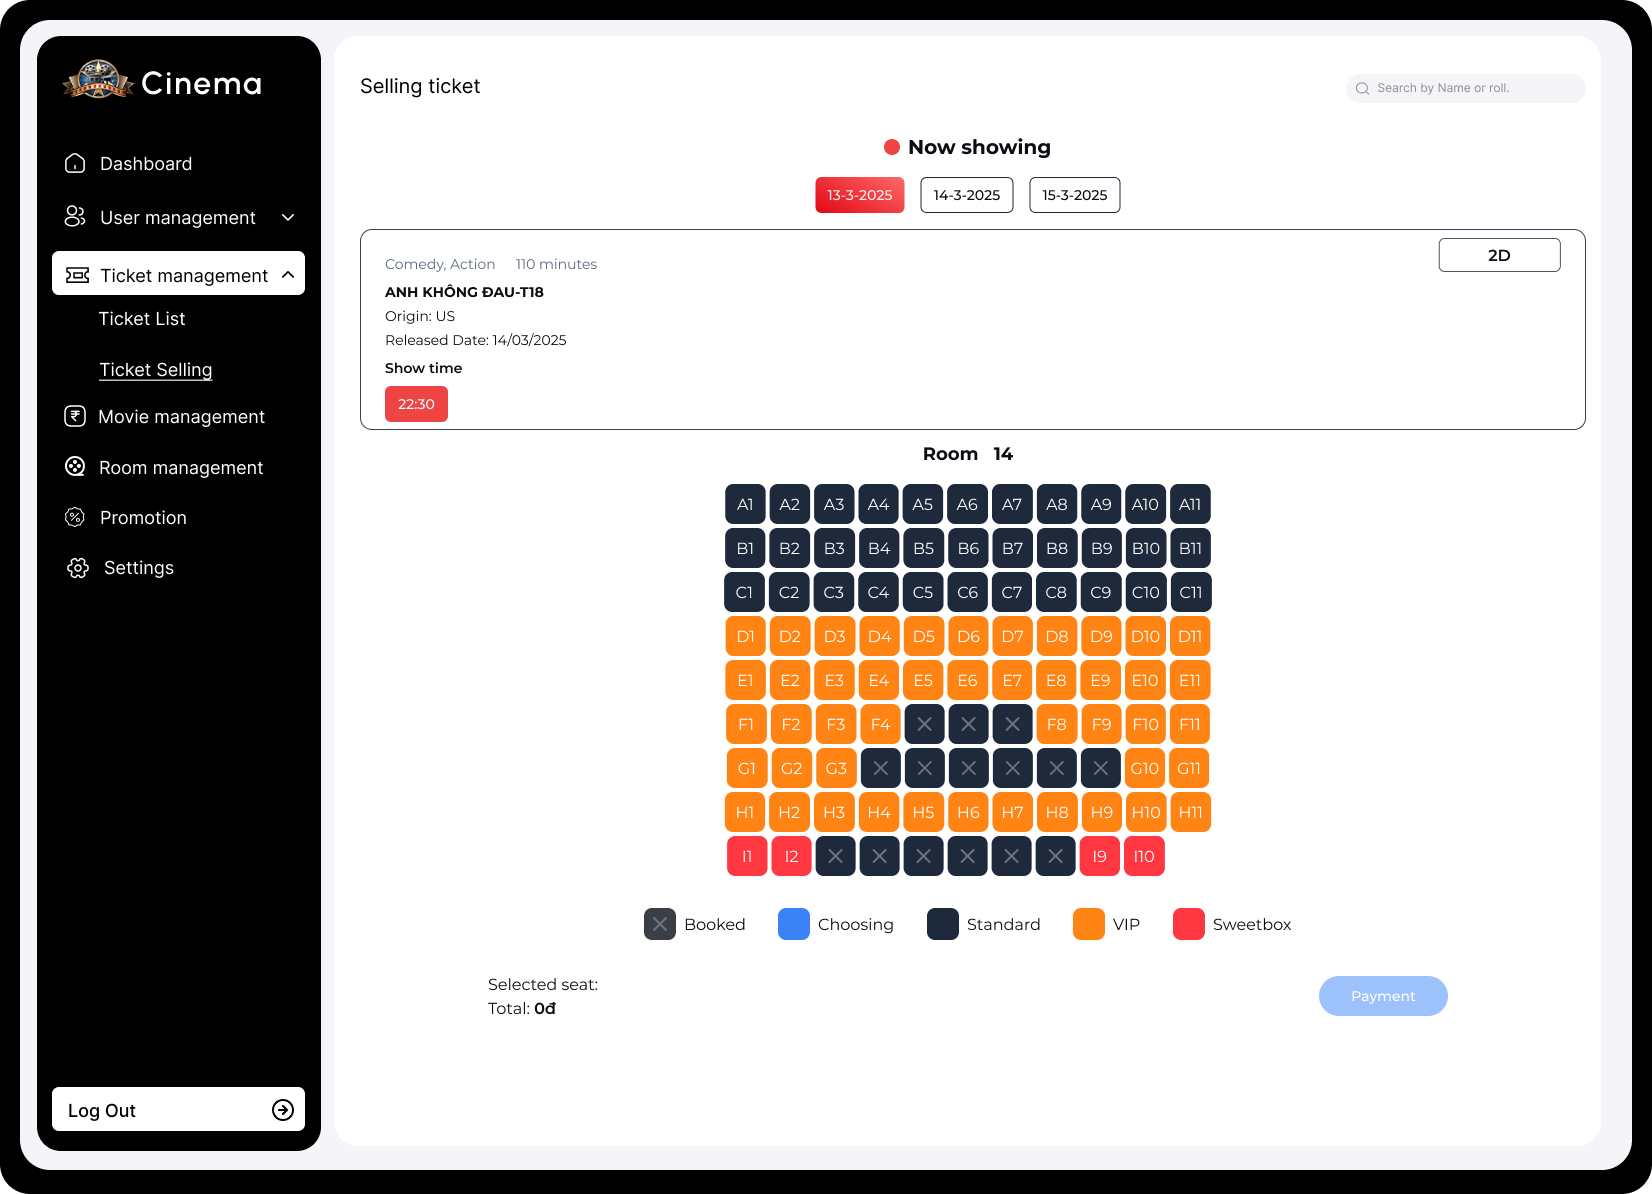 Cinema
Dashboard
User management
Ticket management
Ticket List
Ticket Selling
Movie management
Room management
Promotion
Settings
Log Out
Selling ticket
Search by Name or roll.
Now showing
13-3-2025 14-3-2025 15-3-2025
2D
Comedy, Action 110 minutes
ANH KHÔNG ĐAU-T18
Origin: US
Released Date: 14/03/2025
Show time
22:30
Room 14
A1 A2 A3 A4 A5 A6 A7 A8 A9 A10 A11
B1 B2 B3 B4 B5 B6 B7 B8 B9 B10 B11
C1 C2 C3 C4 C5 C6 C7 C8 C9 C10 C11
D1 D2 D3 D4 D5 D6 D7 D8 D9 D10 D11
E1 E2 E3 E4 E5 E6 E7 E8 E9 E10 E11
F1 F2 F3 F4 F8 F9 F10 F11
G1 G2 G3 G10 G11
H1 H2 H3 H4 H5 H6 H7 H8 H9 H10 H11
I1 I2 I9 I10
Booked Choosing Standard VIP Sweetbox
Selected seat:
Total: 0đ
Payment